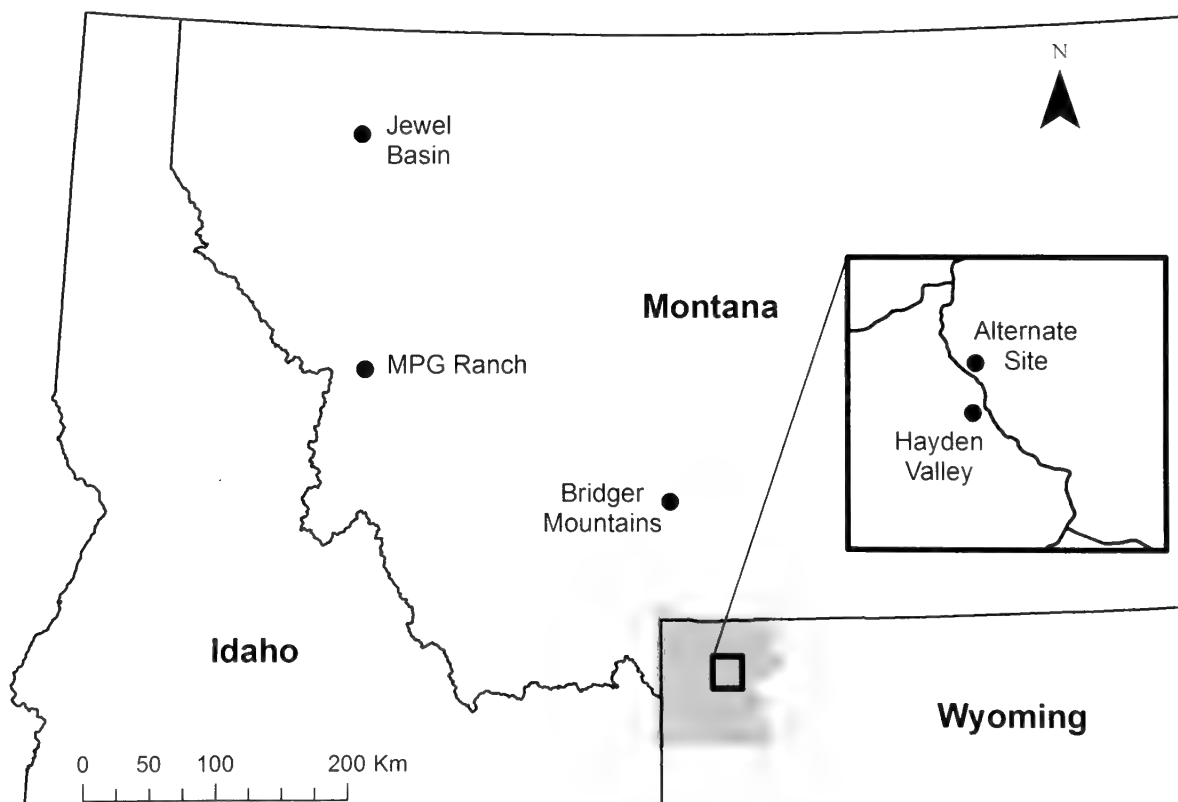 N
Jewel
Basin
Montana
Alternate
Site
MPG Ranch
Hayden
Valley
Bridger
Mountains
Idaho
Wyoming
0 50 100 200 Km